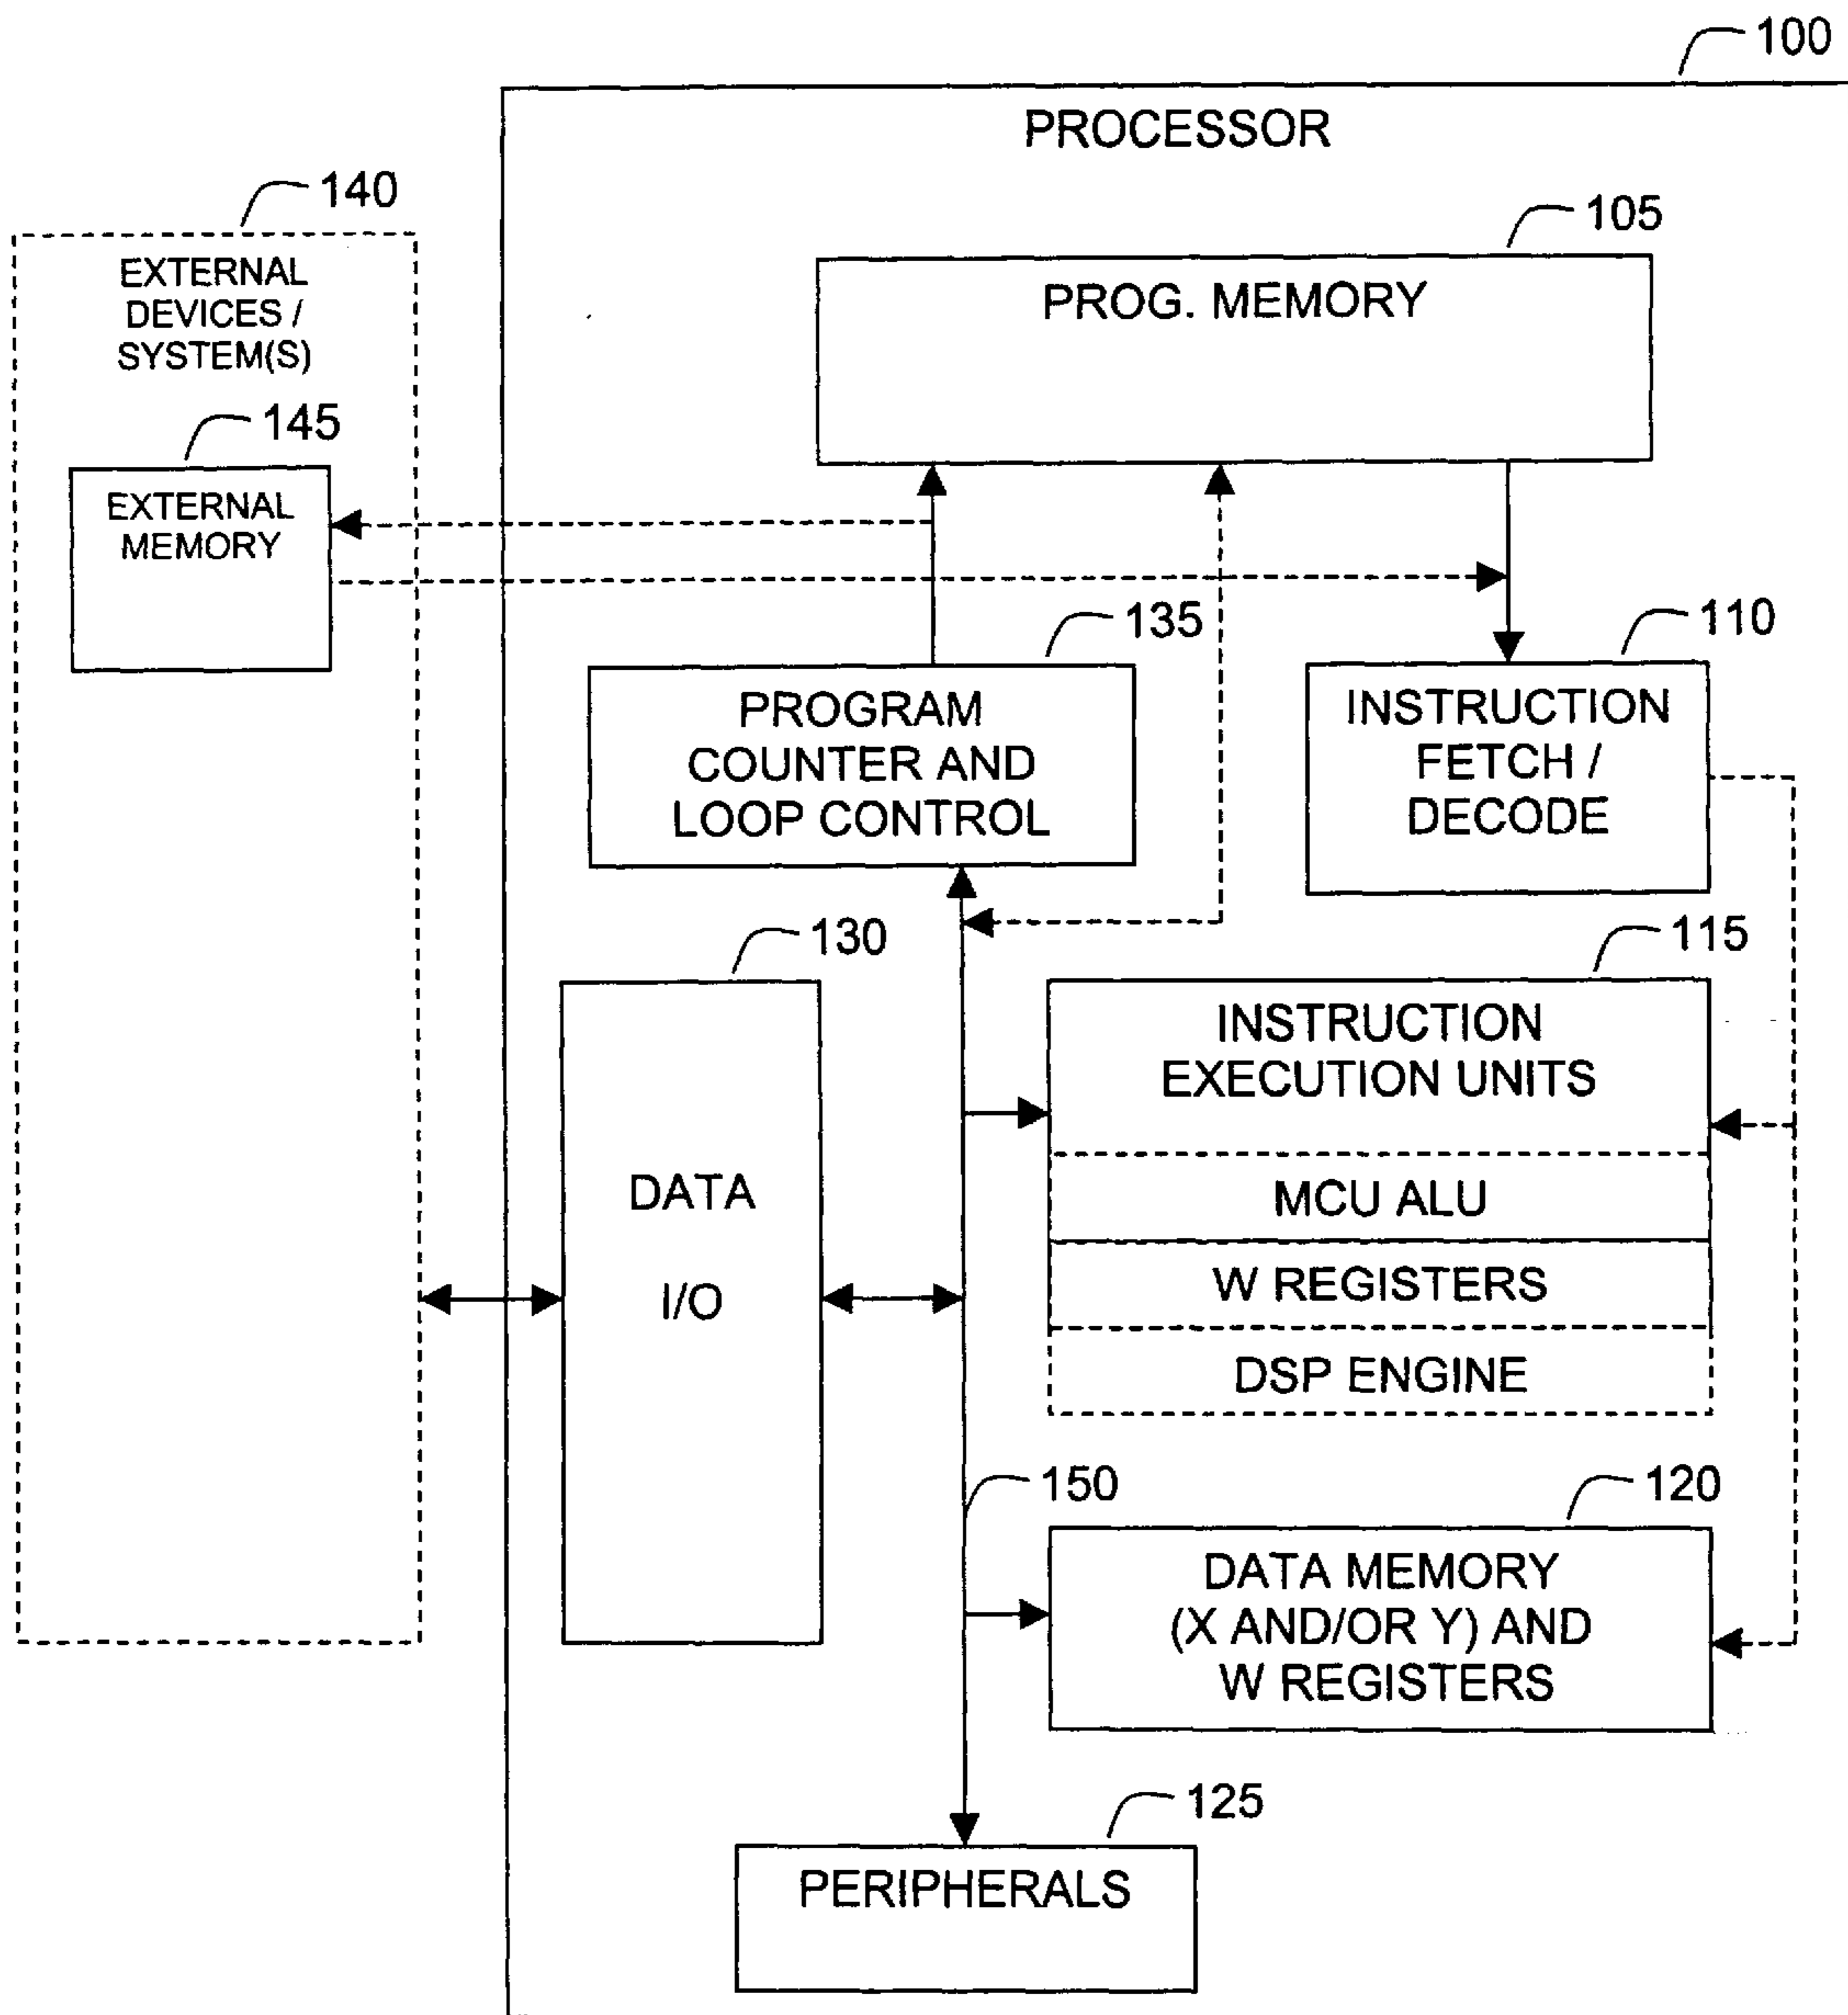 100
PROCESSOR
140
EXTERNAL
DEVICES /
SYSTEM(S)
105
PROG. MEMORY
145
EXTERNAL
MEMORY
135
PROGRAM
COUNTER AND
LOOP CONTROL
110
INSTRUCTION
FETCH /
DECODE
130
DATA
I/O
115
INSTRUCTION
EXECUTION UNITS
MCU ALU
W REGISTERS
DSP ENGINE
150
120
DATA MEMORY
(X AND/OR Y) AND
W REGISTERS
125
PERIPHERALS